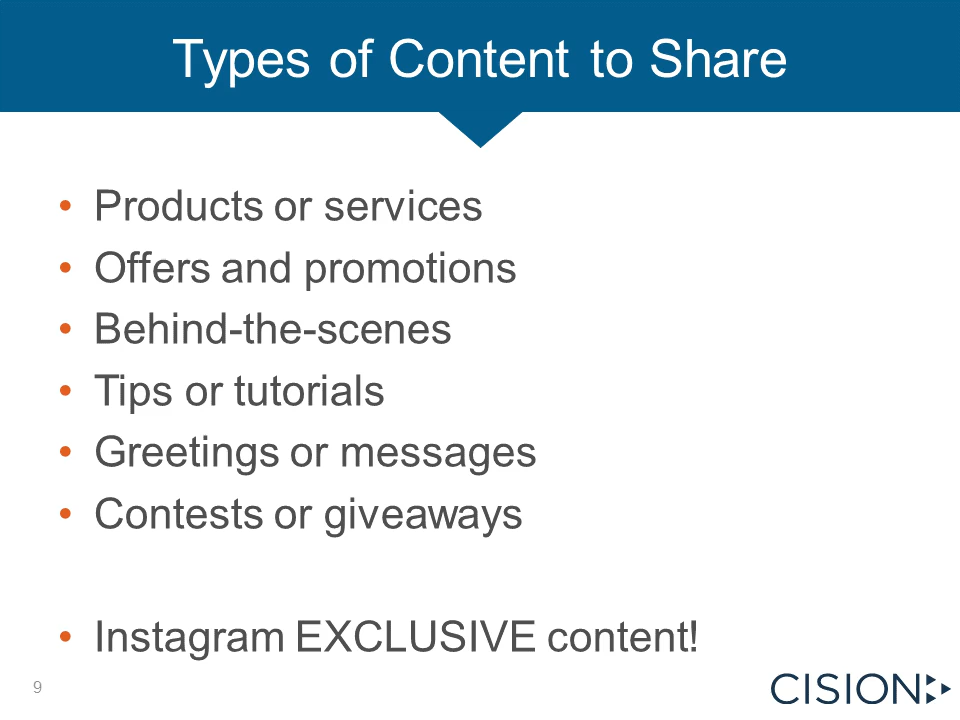 Types of Content to Share
• Products or services
• Offers and promotions
• Behind-the-scenes
• Tips or tutorials
• Greetings or messages
• Contests or giveaways
• Instagram EXCLUSIVE content!
9
CISION